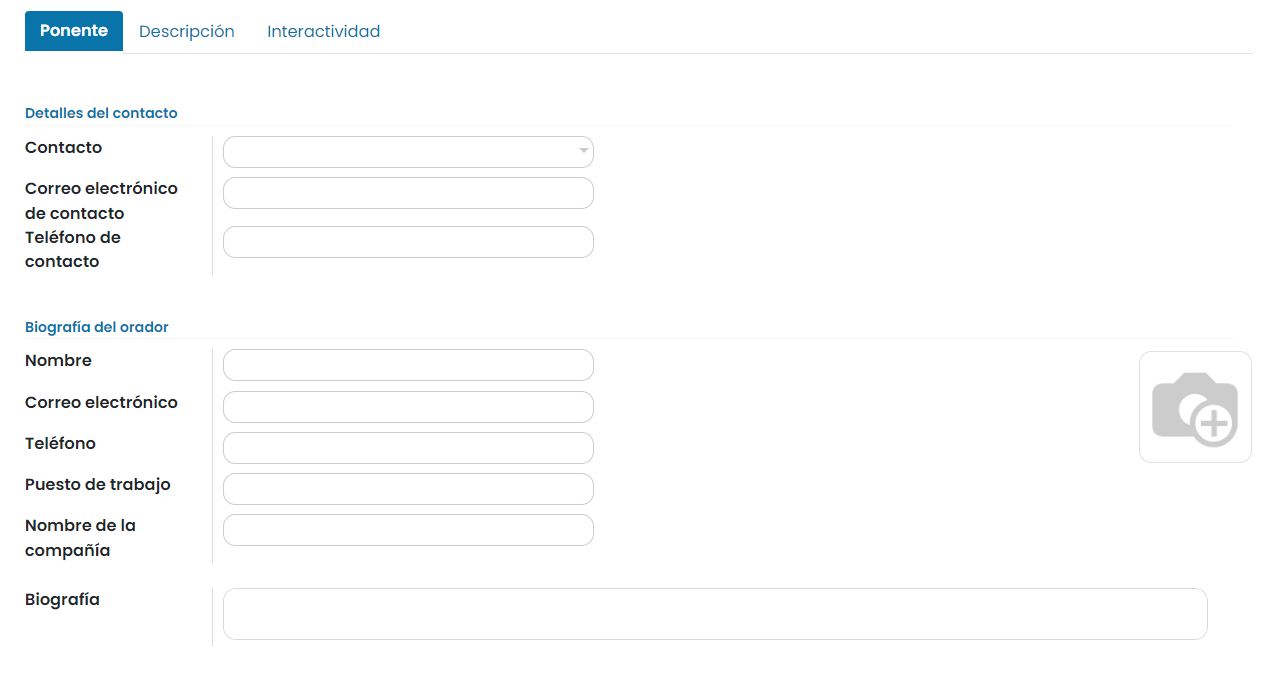 Ponente Descripción Interactividad
Detalles del contacto
Contacto
Correo electrónico
de contacto
Teléfono de
contacto
Biografía del orador
Nombre
Correo electrónico
Teléfono
Puesto de trabajo
Nombre de la
compañía
Biografía